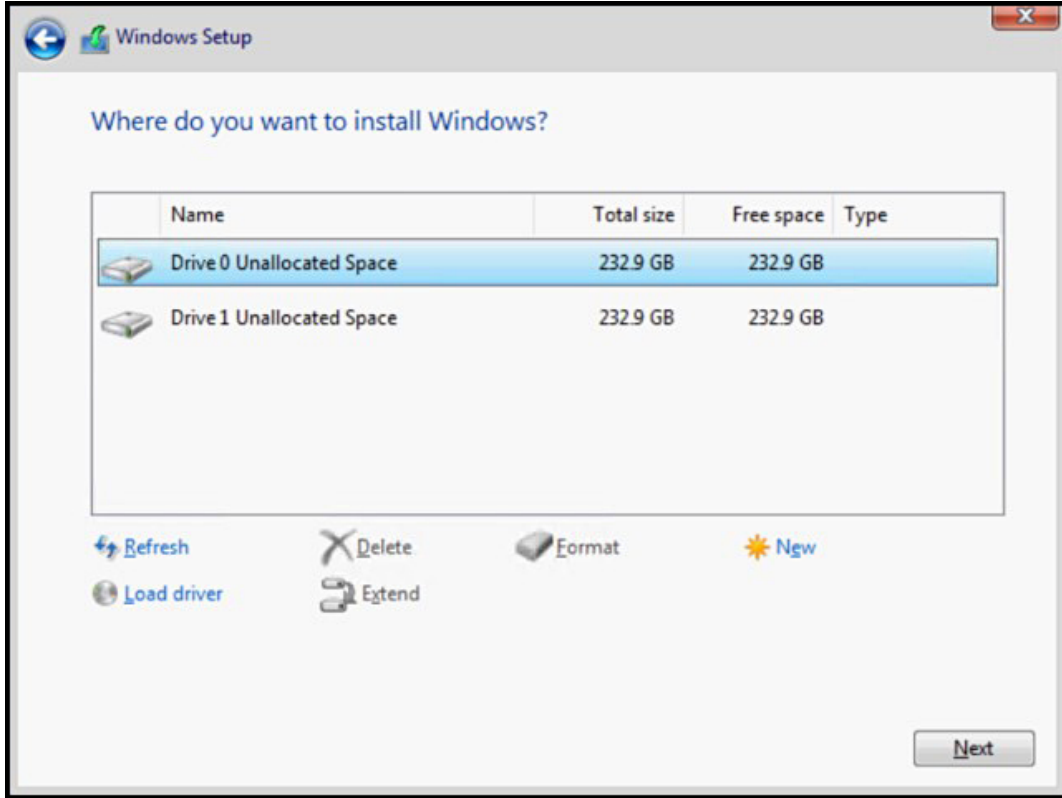 Windows Setup
Where do you want to install Windows?
Name Total size Free space Type
Drive 0 Unallocated Space 232.9 GB 232.9 GB
Drive 1 Unallocated Space 232.9 GB 232.9 GB
Refresh Delete Format New
Load driver Extend
Next